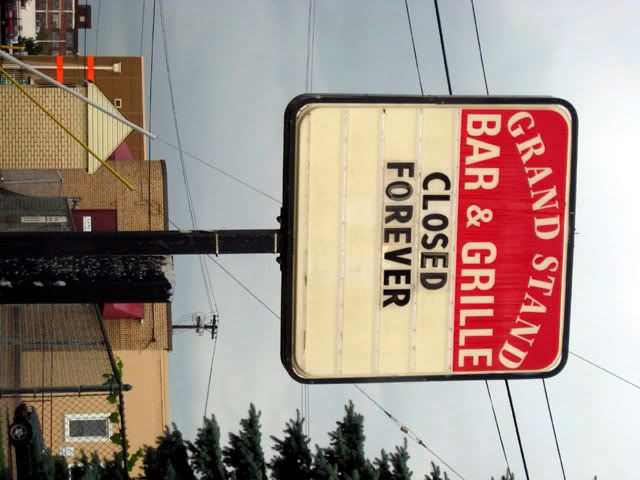 GRAND STAND
BAR & GRILLE
CLOSED
FOREVER